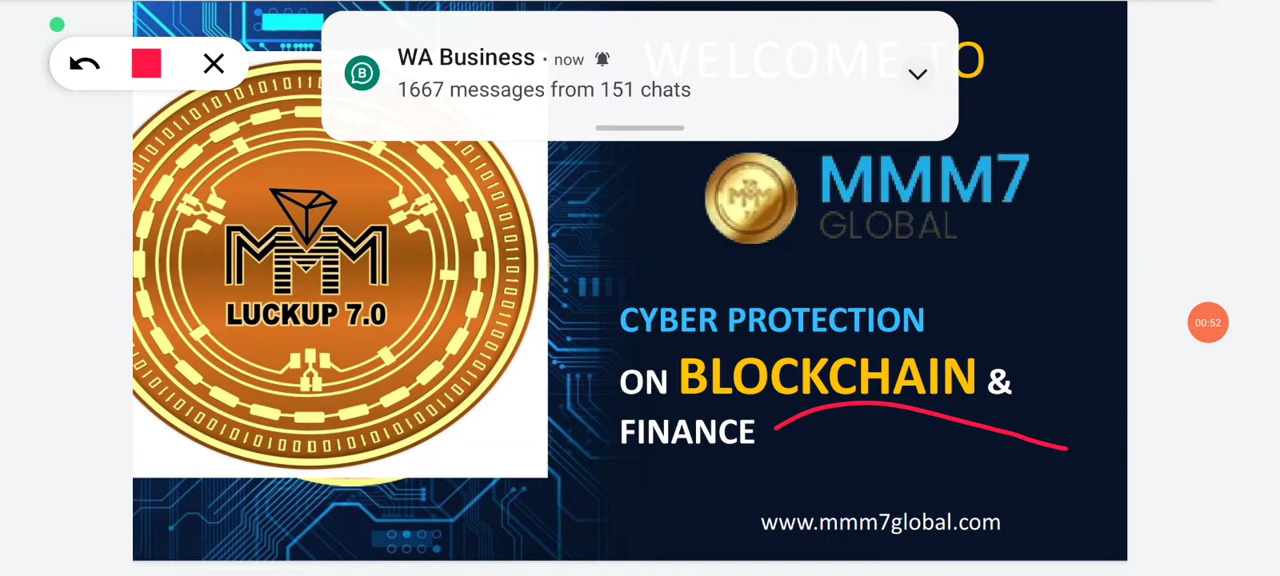 WA Business · now
1667 messages from 151 chats
WELCOME TO
MMM
LUCKUP 7.0
MMM7
GLOBAL
CYBER PROTECTION
ON BLOCKCHAIN &
FINANCE
00:52
www.mmm7global.com